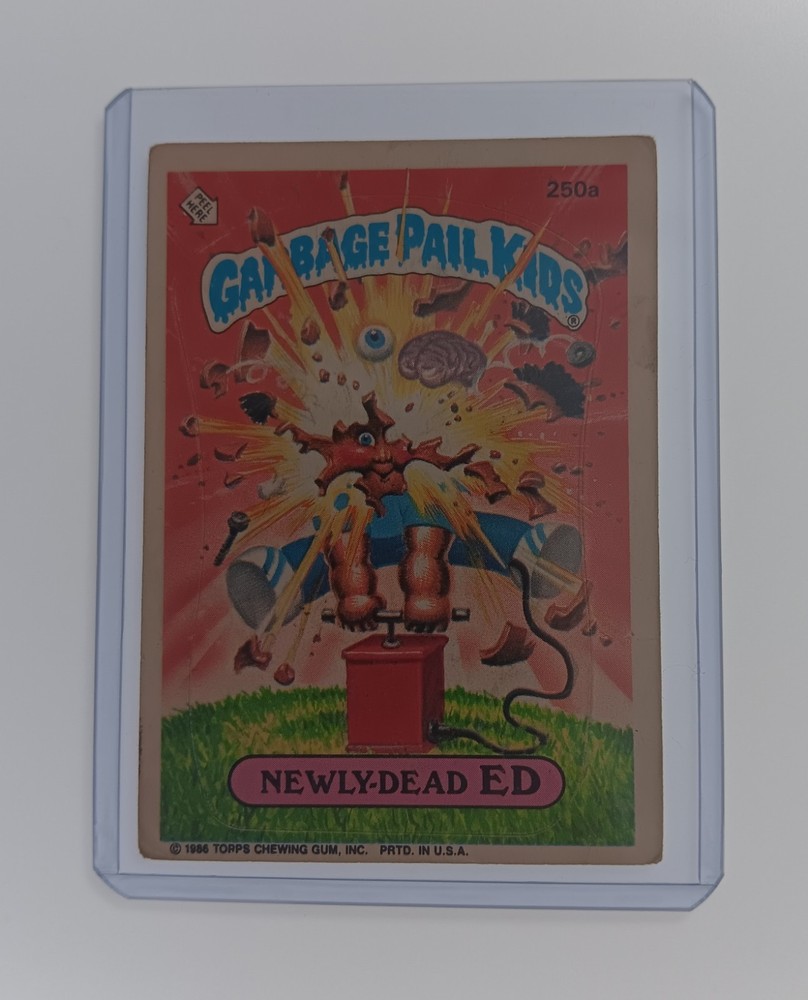 250a
PEEL
HERE
GARBAGE PAIL KIDS
®
NEWLY-DEAD ED
© 1986 TOPPS CHEWING GUM, INC. PRTD. IN U.S.A.